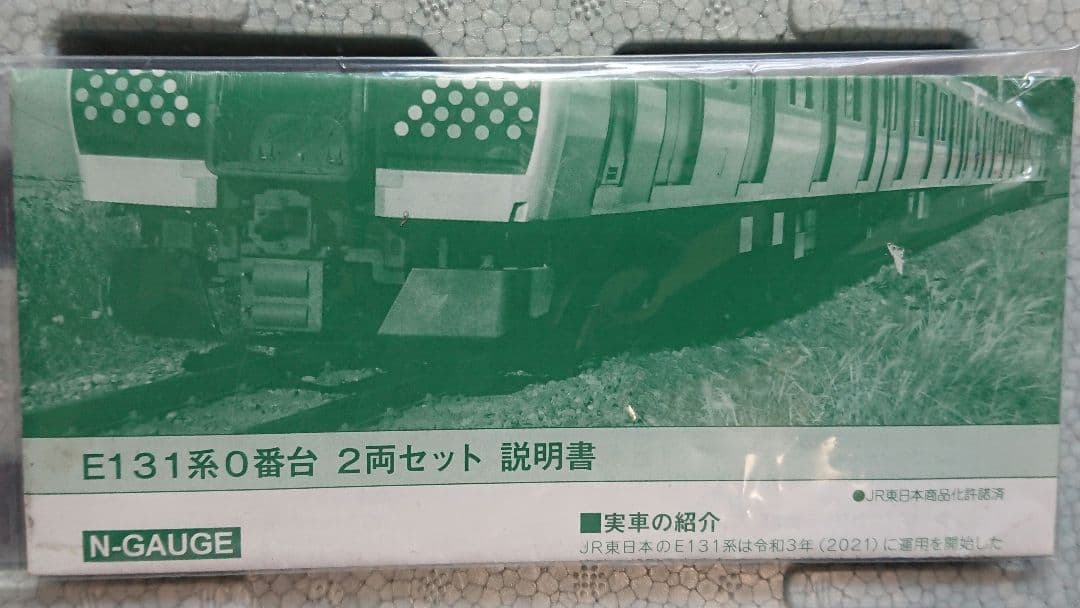 E131系0番台 2両セット 説明書
●JR東日本商品化許諾済
N-GAUGE
■実車の紹介
JR東日本のE131系は令和3年(2021)に運用を開始した